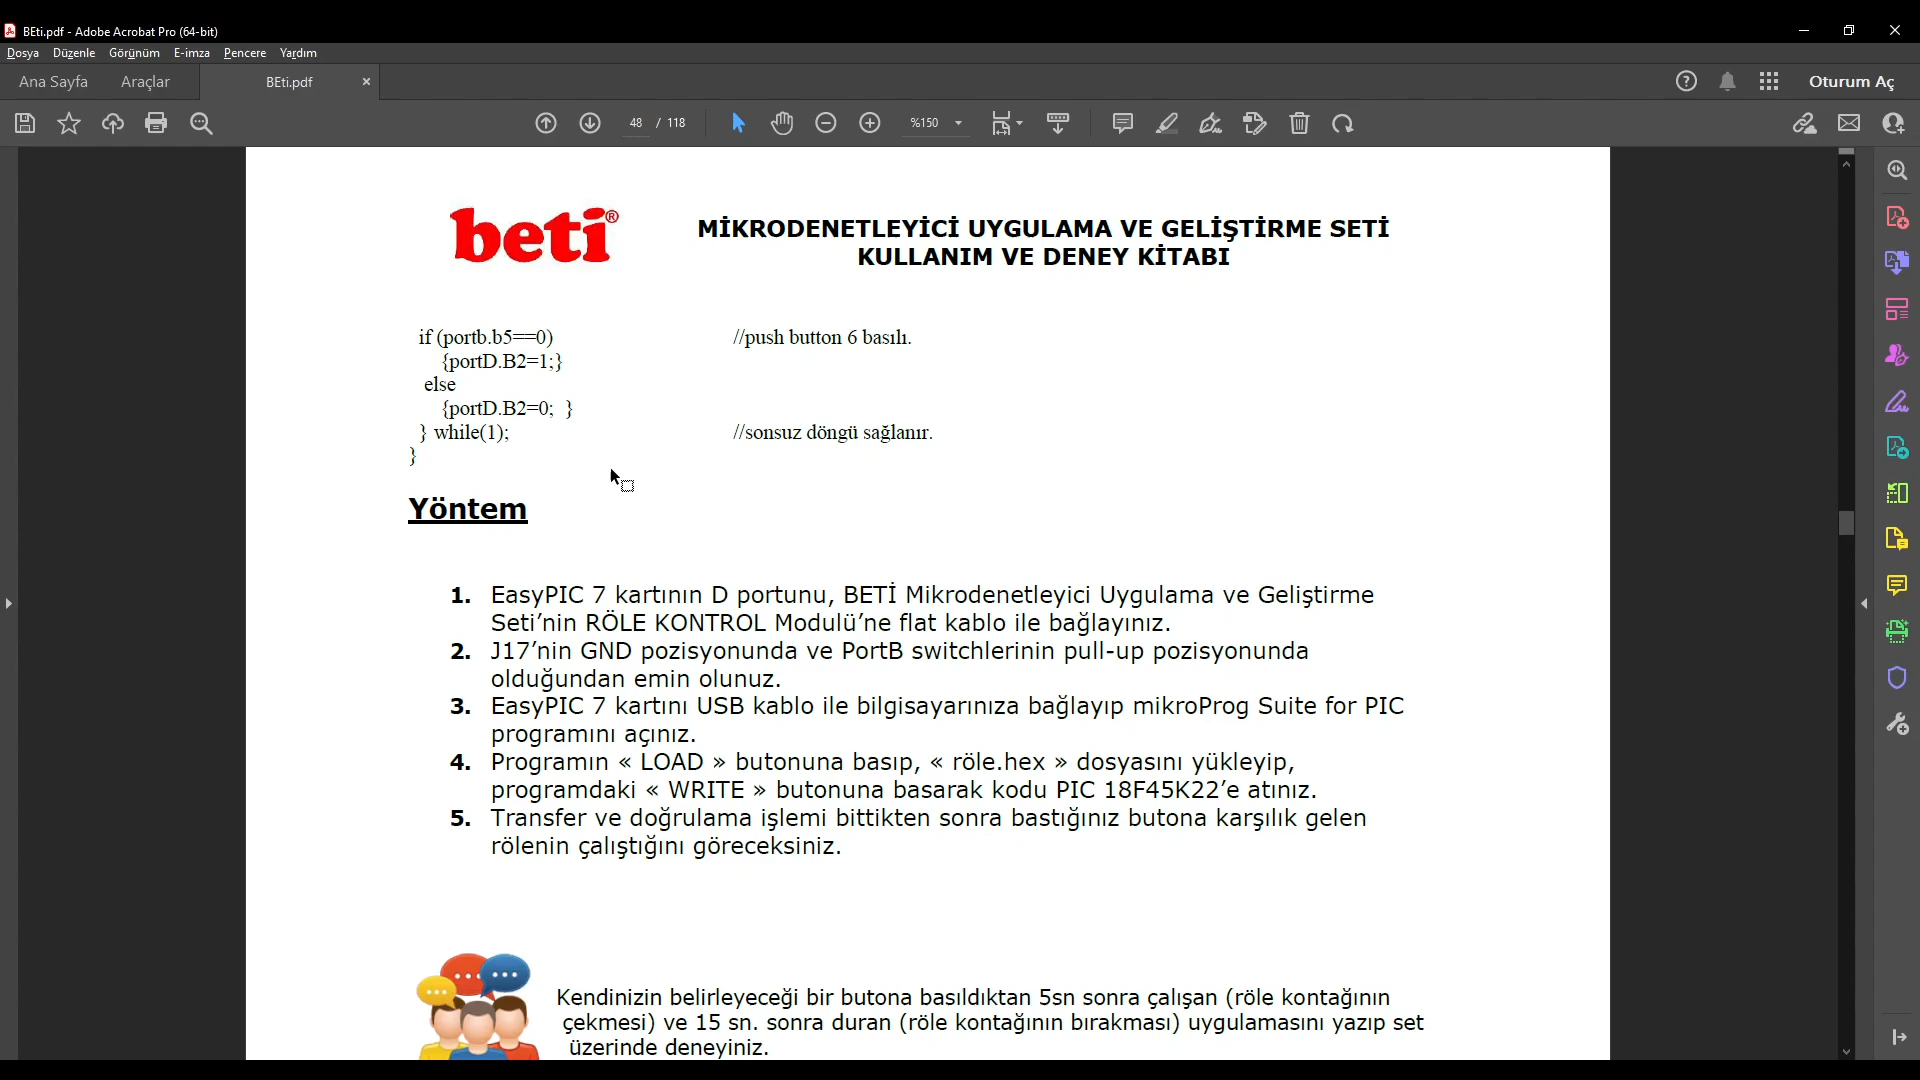 BEti.pdf - Adobe Acrobat Pro (64-bit)
Dosya Düzenle Görünüm E-imza Pencere Yardım
Ana Sayfa Araçlar BEti.pdf × Oturum Aç
48 / 118 %150
beti®
MİKRODENETLEYİCİ UYGULAMA VE GELİŞTİRME SETİ
KULLANIM VE DENEY KİTABI
if (portb.b5==0) //push button 6 basılı.
{portD.B2=1;}
else
{portD.B2=0; }
} while(1); //sonsuz döngü sağlanır.
}
Yöntem
1. EasyPIC 7 kartının D portunu, BETİ Mikrodenetleyici Uygulama ve Geliştirme
Seti’nin RÖLE KONTROL Modulü’ne flat kablo ile bağlayınız.
2. J17’nin GND pozisyonunda ve PortB switchlerinin pull-up pozisyonunda
olduğundan emin olunuz.
3. EasyPIC 7 kartını USB kablo ile bilgisayarınıza bağlayıp mikroProg Suite for PIC
programını açınız.
4. Programın « LOAD » butonuna basıp, « röle.hex » dosyasını yükleyip,
programdaki « WRITE » butonuna basarak kodu PIC 18F45K22’e atınız.
5. Transfer ve doğrulama işlemi bittikten sonra bastığınız butona karşılık gelen
rölenin çalıştığını göreceksiniz.
Kendinizin belirleyeceği bir butona basıldıktan 5sn sonra çalışan (röle kontağının
çekmesi) ve 15 sn. sonra duran (röle kontağının bırakması) uygulamasını yazıp set
üzerinde deneyiniz.